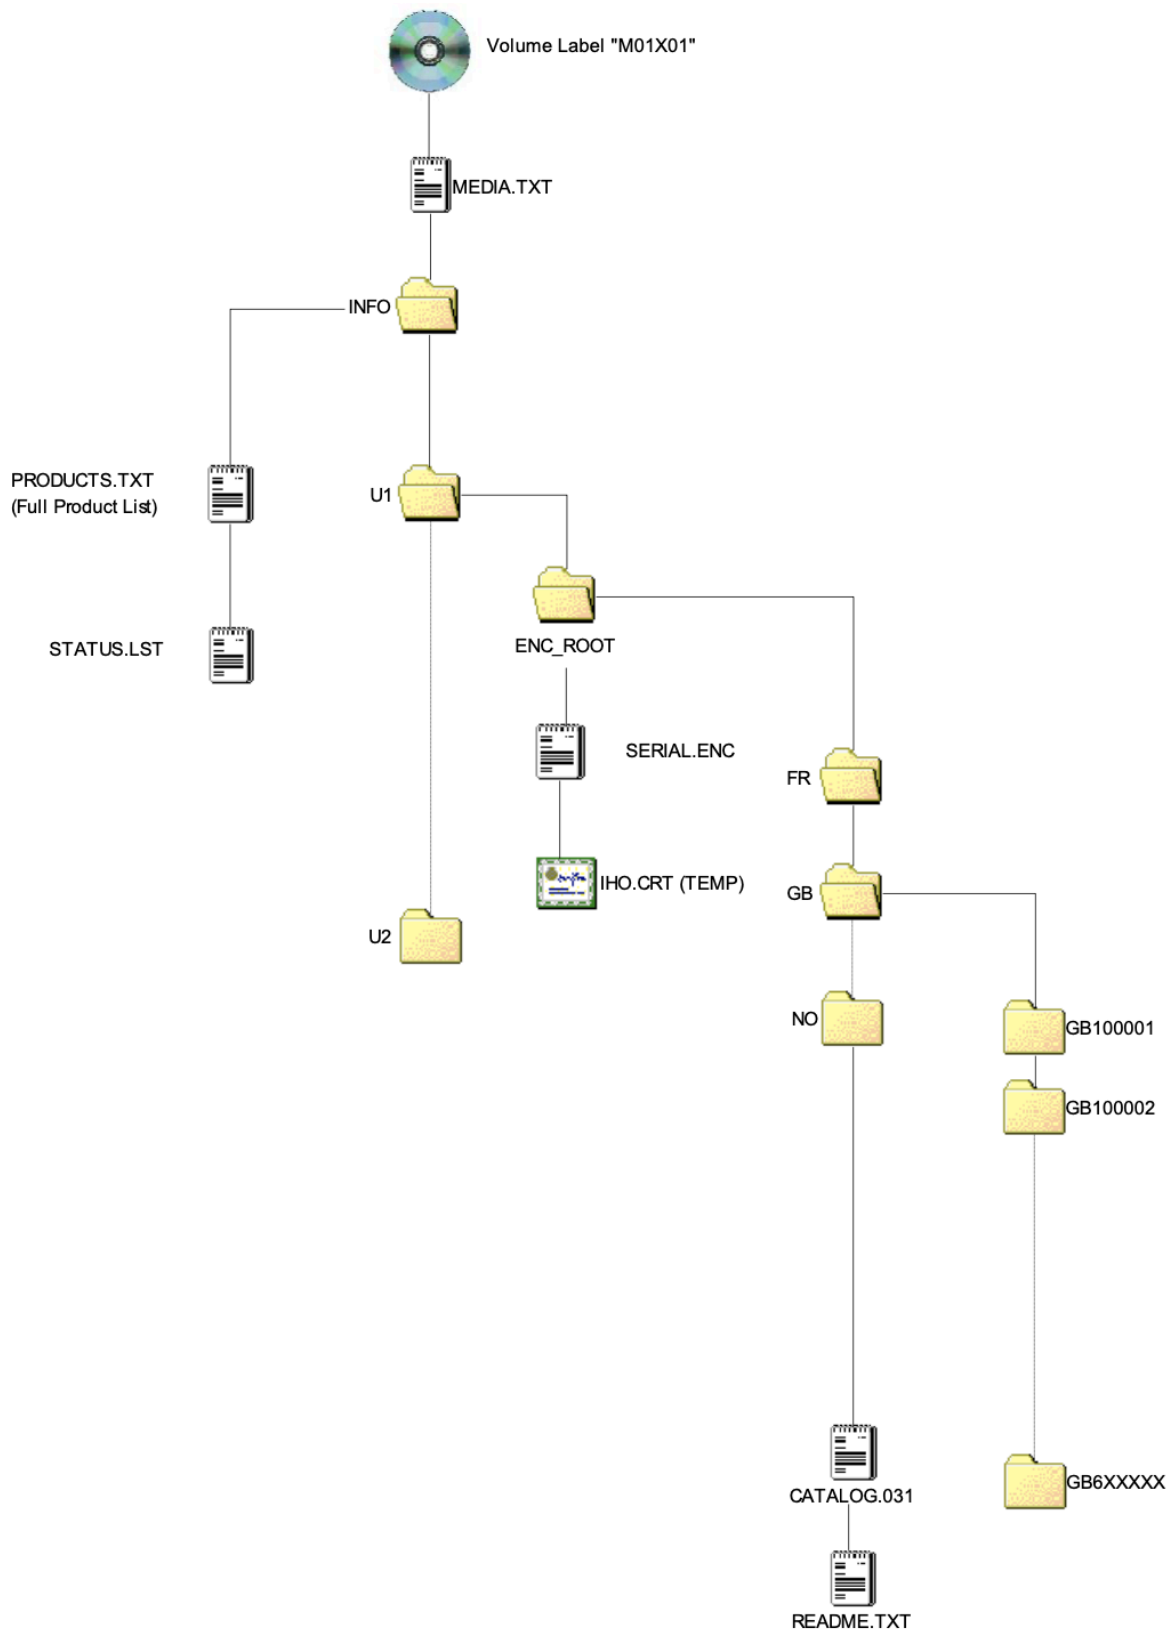 Volume Label "M01X01"
MEDIA.TXT
INFO
PRODUCTS.TXT
(Full Product List)
U1
STATUS.LST
ENC_ROOT
SERIAL.ENC
FR
IHO.CRT (TEMP)
GB
U2
NO
GB100001
GB100002
GB6XXXXX
CATALOG.031
README.TXT